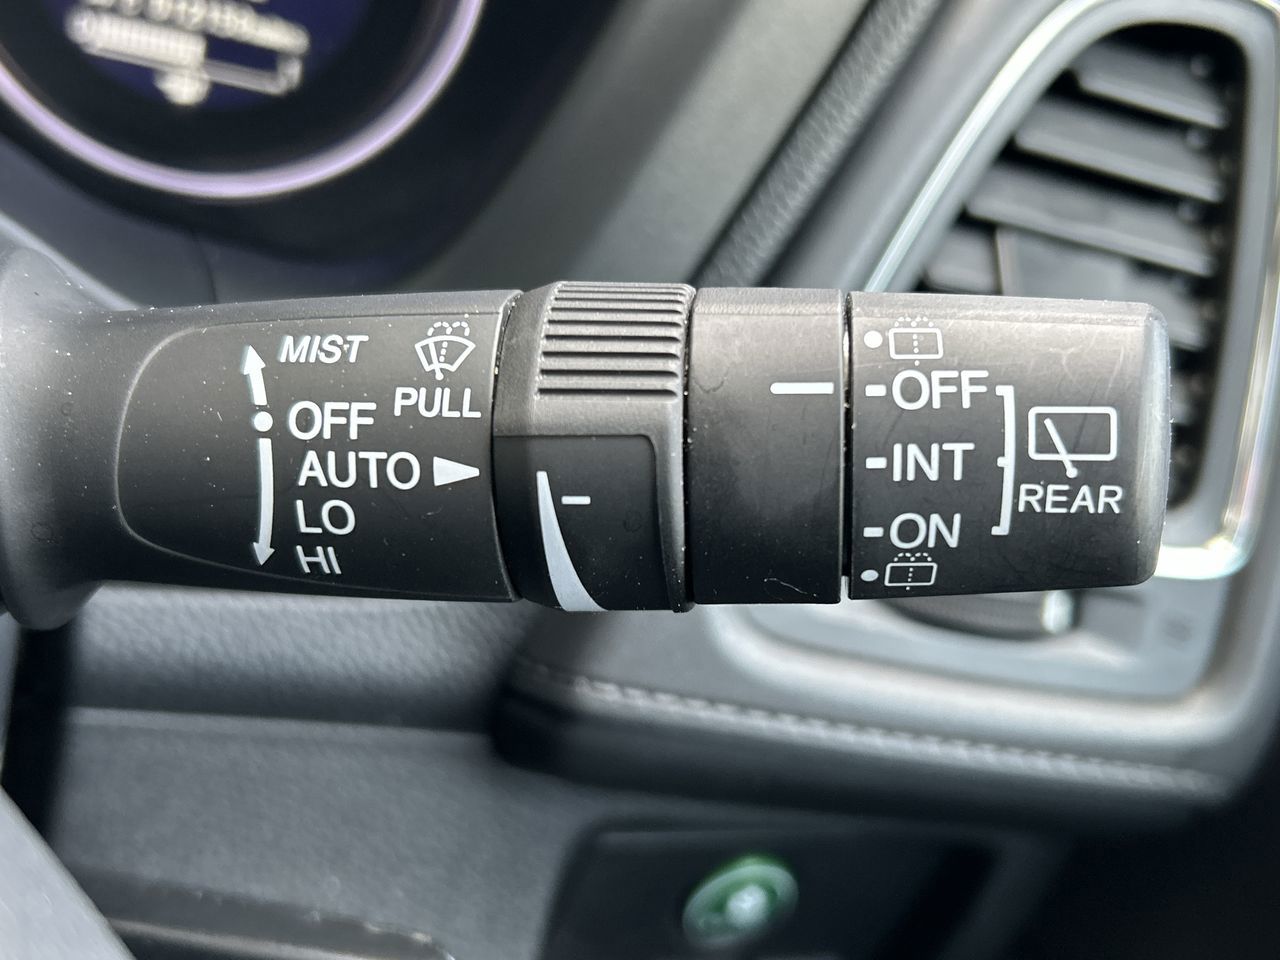 MIST
PULL
OFF
AUTO
LO
HI
OFF
INT
ON
REAR